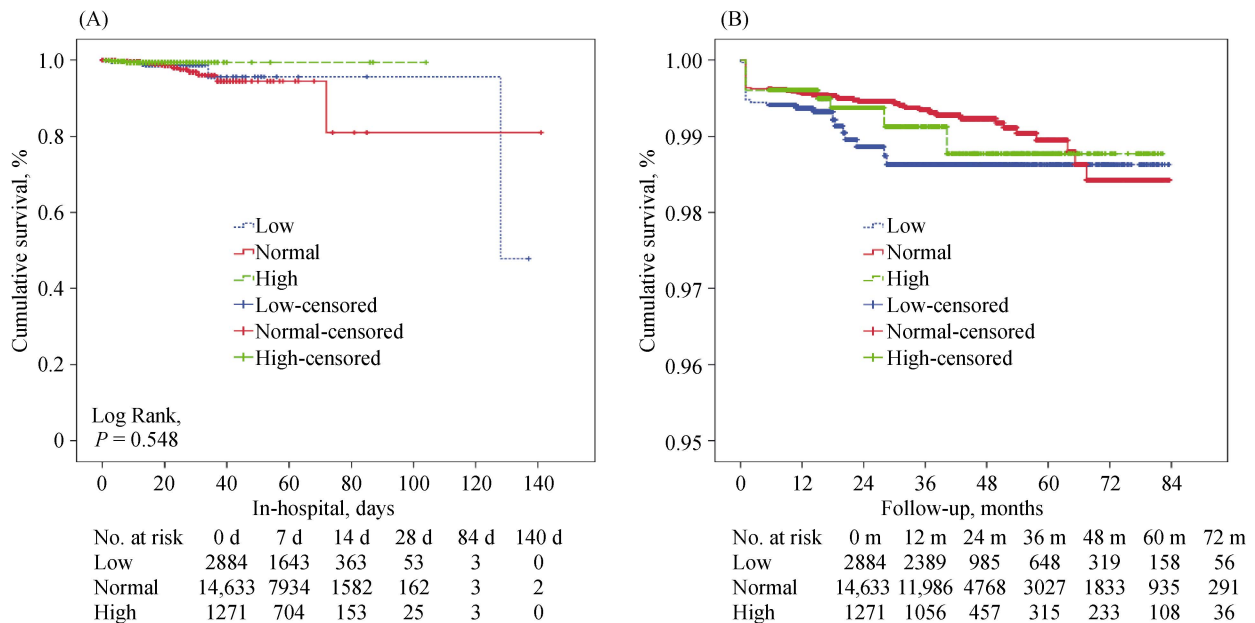 (A)
Cumulative survival, %
1.0
0.8
0.6
0.4
0.2
0
Low
Normal
High
Low-censored
Normal-censored
High-censored
Log Rank,
P = 0.548
0 20 40 60 80 100 120 140
In-hospital, days
No. at risk 0 d 7 d 14 d 28 d 84 d 140 d
Low 2884 1643 363 53 3 0
Normal 14,633 7934 1582 162 3 2
High 1271 704 153 25 3 0
(B)
Cumulative survival, %
1.00
0.99
0.98
0.97
0.96
0.95
Low
Normal
High
Low-censored
Normal-censored
High-censored
0 12 24 36 48 60 72 84
Follow-up, months
No. at risk 0 m 12 m 24 m 36 m 48 m 60 m 72 m
Low 2884 2389 985 648 319 158 56
Normal 14,633 11,986 4768 3027 1833 935 291
High 1271 1056 457 315 233 108 36